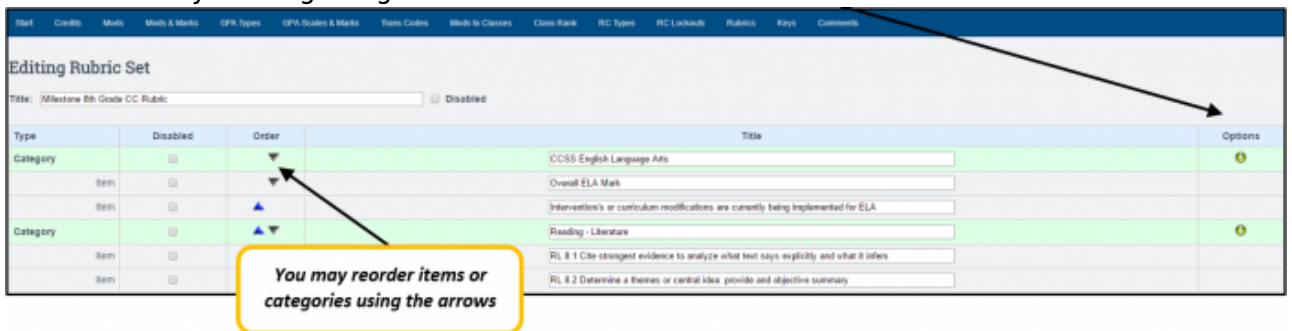 Start Credits Mods Mods & Marks GPA Types GPA Scales & Marks Trans Codes Mods to Classes Class Rank RC Types RC Lockouts Rubrics Keys Comments
Editing Rubric Set
Title: Milestone 8th Grade CC Rubric Disabled
Type Disabled Order Title Options
Category CCSS English Language Arts
Item Overall ELA Mark
Item Intervention's or curriculum modifications are currently being implemented for ELA
Category Reading - Literature
Item RL 8.1 Cite strongest evidence to analyze what text says explicitly and what it infers
Item RL 8.2 Determine a themes or central idea: provide and objective summary
You may reorder items or
categories using the arrows